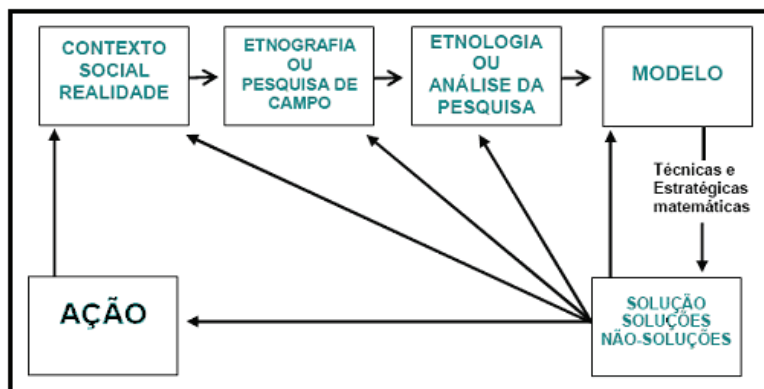 CONTEXTO
SOCIAL
REALIDADE
ETNOGRAFIA
OU
PESQUISA DE
CAMPO
ETNOLOGIA
OU
ANÁLISE DA
PESQUISA
MODELO
Técnicas e
Estratégicas
matemáticas
AÇÃO
SOLUÇÃO
SOLUÇÕES
NÃO-SOLUÇÕES